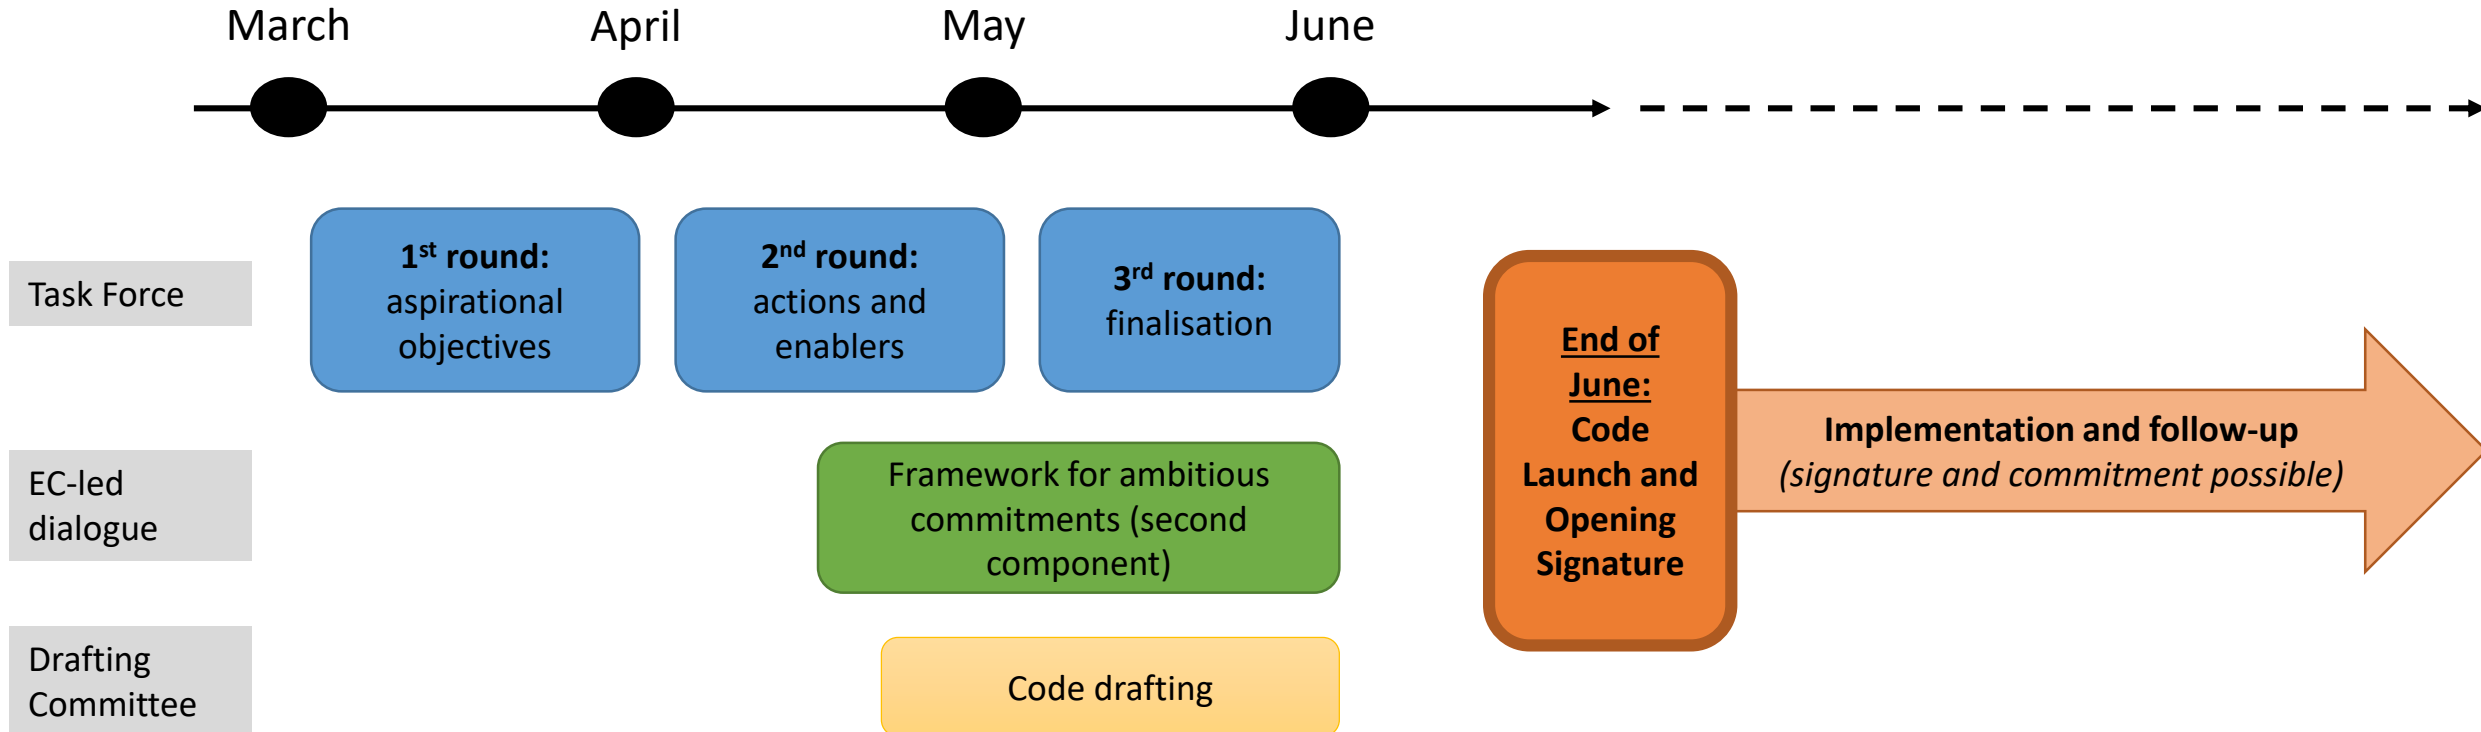 March
April
May
June
Task Force
1st round:
aspirational
objectives
2nd round:
actions and
enablers
3rd round:
finalisation
EC-led
dialogue
Framework for ambitious
commitments (second
component)
Drafting
Committee
Code drafting
End of
June:
Code
Launch and
Opening
Signature
Implementation and follow-up
(signature and commitment possible)